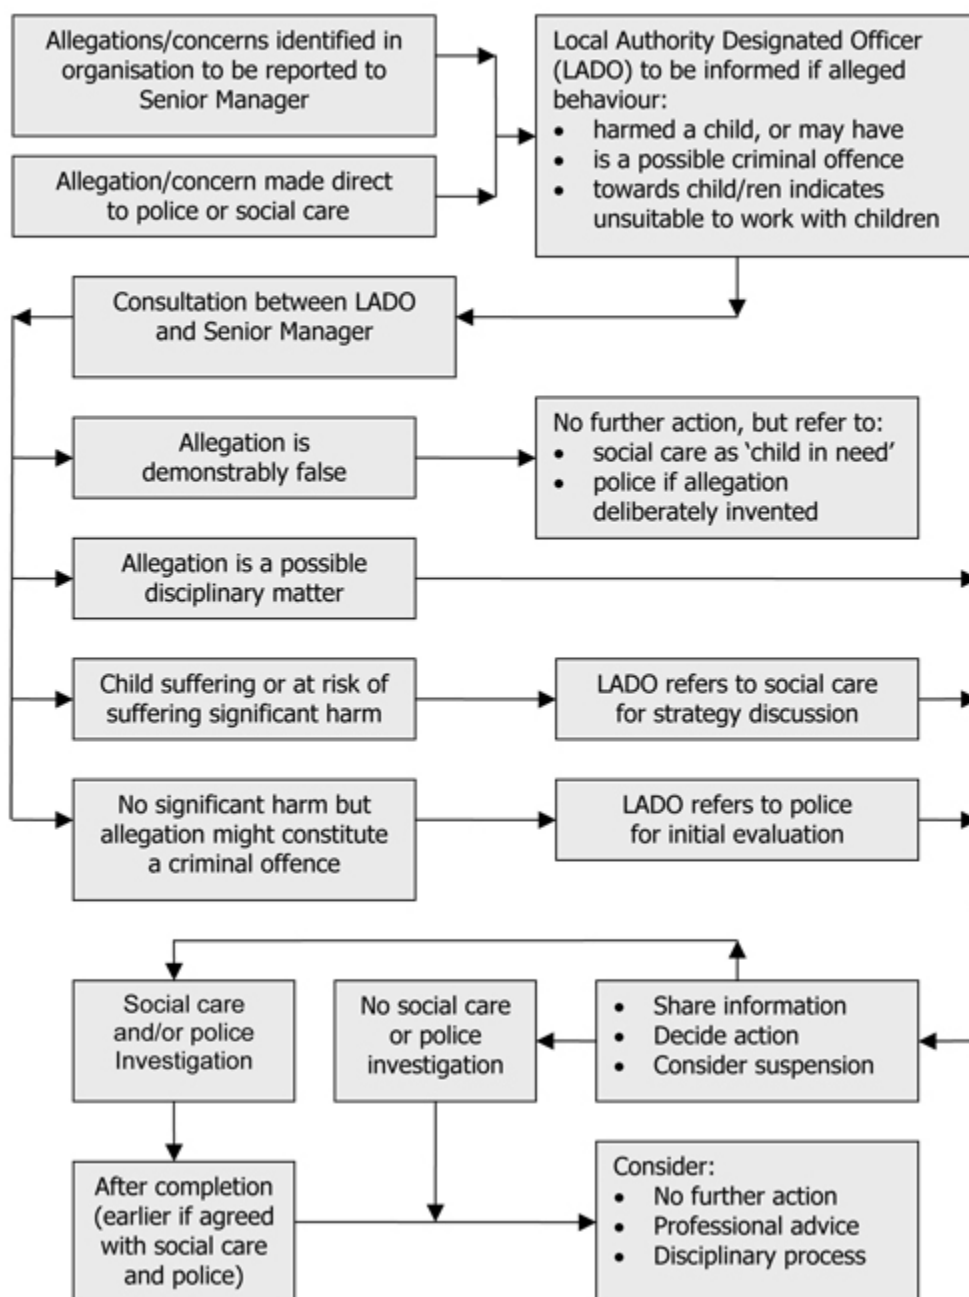 Allegations/concerns identified in
organisation to be reported to
Senior Manager
Allegation/concern made direct
to police or social care
Local Authority Designated Officer
(LADO) to be informed if alleged
behaviour:
• harmed a child, or may have
• is a possible criminal offence
• towards child/ren indicates
unsuitable to work with children
Consultation between LADO
and Senior Manager
Allegation is
demonstrably false
No further action, but refer to:
• social care as ‘child in need’
• police if allegation
deliberately invented
Allegation is a possible
disciplinary matter
Child suffering or at risk of
suffering significant harm
LADO refers to social care
for strategy discussion
No significant harm but
allegation might constitute
a criminal offence
LADO refers to police
for initial evaluation
Social care
and/or police
Investigation
No social care
or police
investigation
• Share information
• Decide action
• Consider suspension
After completion
(earlier if agreed
with social care
and police)
Consider:
• No further action
• Professional advice
• Disciplinary process